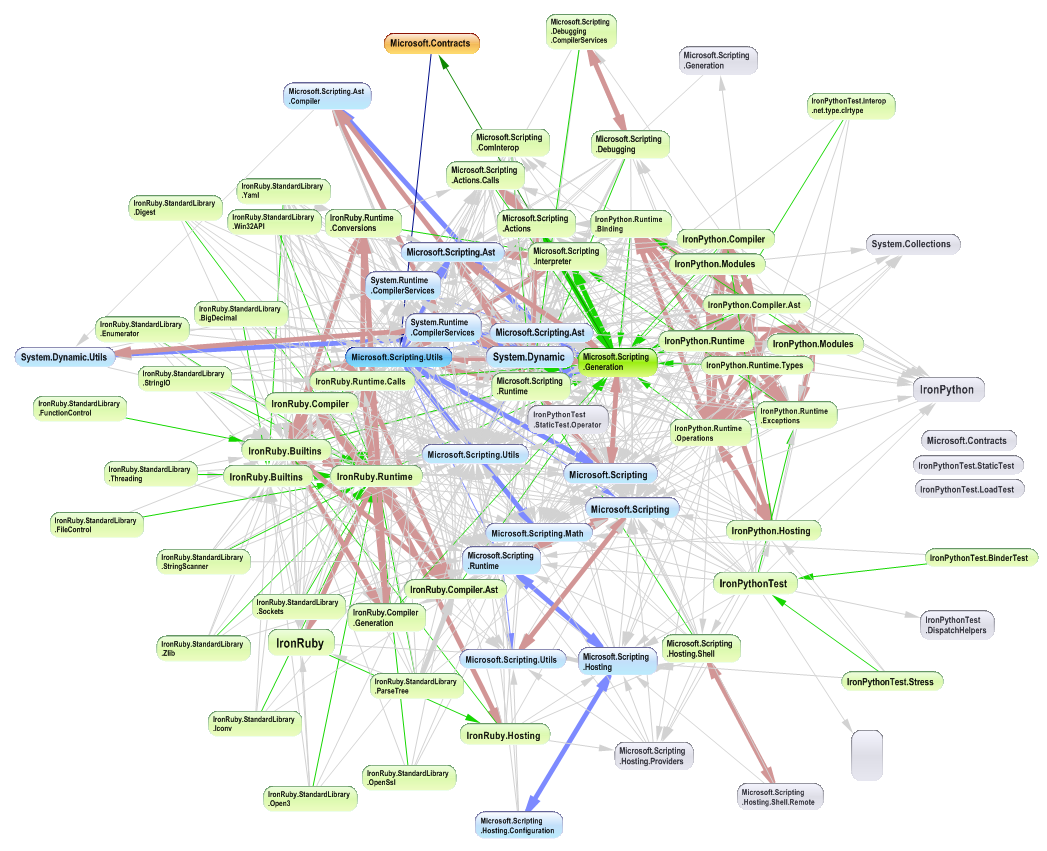 Microsoft.Scripting
.Debugging
.CompilerServices
Microsoft.Contracts
Microsoft.Scripting
.Generation
Microsoft.Scripting.Ast
.Compiler
IronPythonTest.interop
.net.type.clrtype
Microsoft.Scripting
.ComInterop
Microsoft.Scripting
.Debugging
Microsoft.Scripting
.Actions.Calls
IronRuby.StandardLibrary
.Yaml
IronRuby.StandardLibrary
.Digest
IronRuby.StandardLibrary
.Win32API
IronRuby.Runtime
.Conversions
Microsoft.Scripting
.Actions
IronPython.Runtime
.Binding
IronPython.Compiler
System.Collections
Microsoft.Scripting.Ast
Microsoft.Scripting
.Interpreter
IronPython.Modules
System.Runtime
.CompilerServices
IronPython.Compiler.Ast
IronRuby.StandardLibrary
.BigDecimal
IronRuby.StandardLibrary
.Enumerator
System.Runtime
.CompilerServices
Microsoft.Scripting.Ast
IronPython.Runtime
IronPython.Modules
System.Dynamic.Utils
Microsoft.Scripting.Utils
System.Dynamic
Microsoft.Scripting
.Generation
IronPython.Runtime.Types
IronRuby.StandardLibrary
.StringIO
IronRuby.Runtime.Calls
Microsoft.Scripting
.Runtime
IronPython
IronRuby.StandardLibrary
.FunctionControl
IronRuby.Compiler
IronPythonTest
.StaticTest.Operator
IronPython.Runtime
.Operations
IronPython.Runtime
.Exceptions
Microsoft.Contracts
IronRuby.Builtins
Microsoft.Scripting.Utils
IronPythonTest.StaticTest
IronRuby.StandardLibrary
.Threading
IronRuby.Builtins
IronRuby.Runtime
Microsoft.Scripting
IronPythonTest.LoadTest
Microsoft.Scripting
IronRuby.StandardLibrary
.FileControl
Microsoft.Scripting.Math
IronPython.Hosting
IronRuby.StandardLibrary
.StringScanner
Microsoft.Scripting
.Runtime
IronPythonTest.BinderTest
IronRuby.Compiler.Ast
IronPythonTest
IronRuby.StandardLibrary
.Sockets
IronRuby.Compiler
.Generation
IronPythonTest
.DispatchHelpers
IronRuby.StandardLibrary
.Zlib
IronRuby
Microsoft.Scripting.Utils
Microsoft.Scripting
.Hosting
Microsoft.Scripting
.Hosting.Shell
IronRuby.StandardLibrary
.ParseTree
IronPythonTest.Stress
IronRuby.StandardLibrary
.Iconv
IronRuby.Hosting
Microsoft.Scripting
.Hosting.Providers
IronRuby.StandardLibrary
.OpenSsl
IronRuby.StandardLibrary
.Open3
Microsoft.Scripting
.Hosting.Shell.Remote
Microsoft.Scripting
.Hosting.Configuration